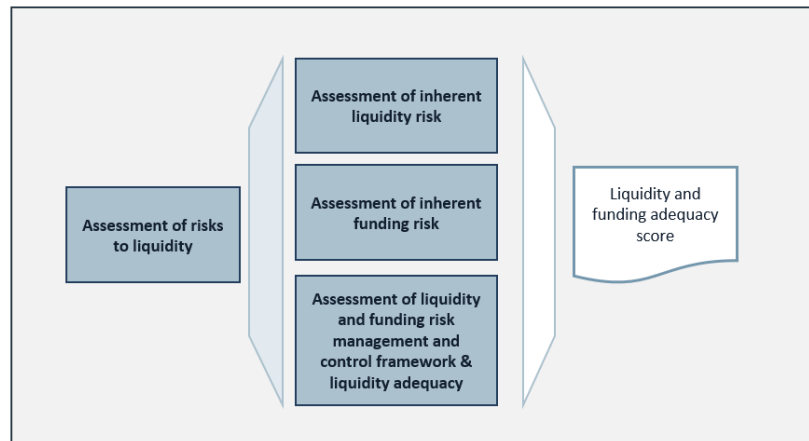 Assessment of risks
to liquidity
Assessment of inherent
liquidity risk
Assessment of inherent
funding risk
Assessment of liquidity
and funding risk
management and
control framework &
liquidity adequacy
Liquidity and
funding adequacy
score